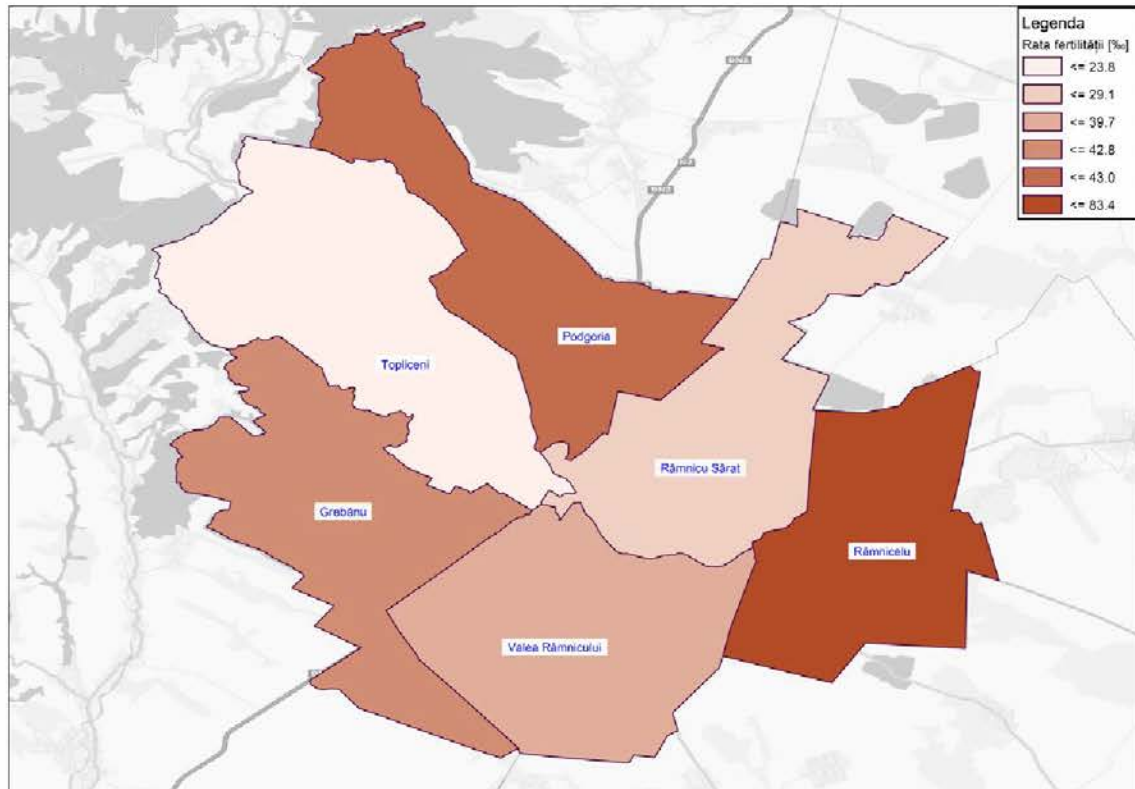 Legenda
Rata fertilității [‰]
<= 23.8
<= 29.1
<= 39.7
<= 42.8
<= 43.0
<= 83.4
Podgoria
Topliceni
Râmnicu Sărat
Grebănu
Râmnicelu
Valea Râmnicului